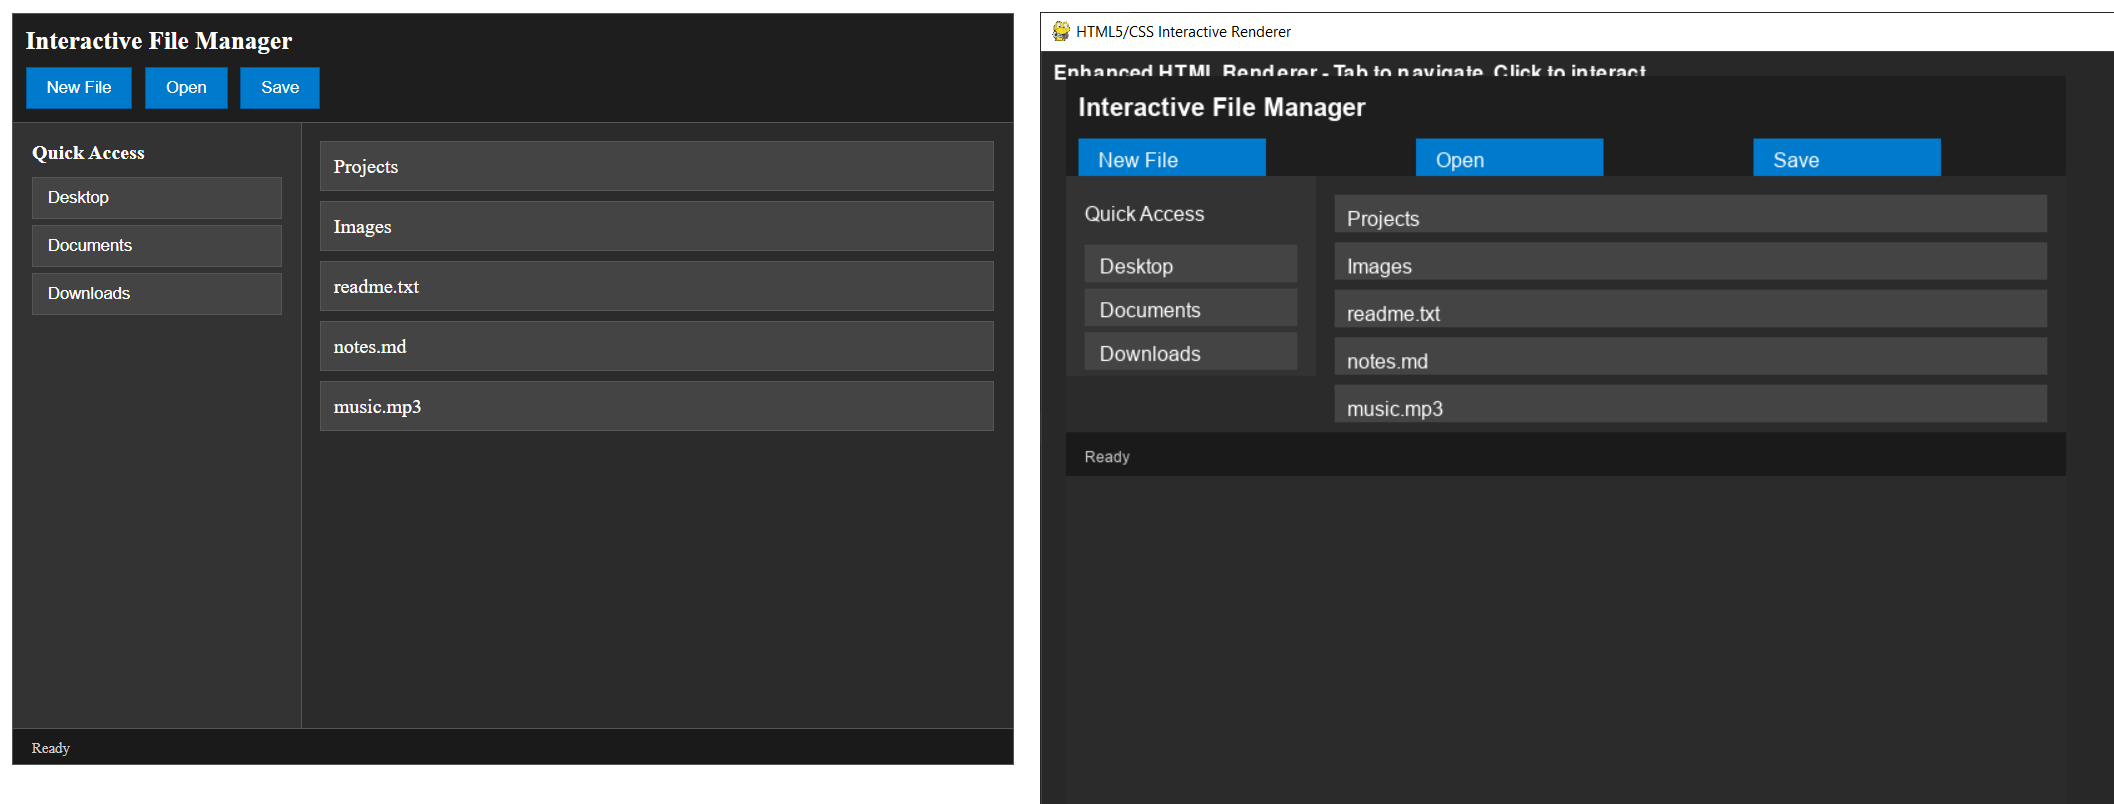 Interactive File Manager
New File Open Save
Quick Access
Desktop
Documents
Downloads
Projects
Images
readme.txt
notes.md
music.mp3
Ready
HTML5/CSS Interactive Renderer
Enhanced HTML Renderer - Tab to navigate, Click to interact
Interactive File Manager
New File Open Save
Quick Access
Desktop
Documents
Downloads
Projects
Images
readme.txt
notes.md
music.mp3
Ready